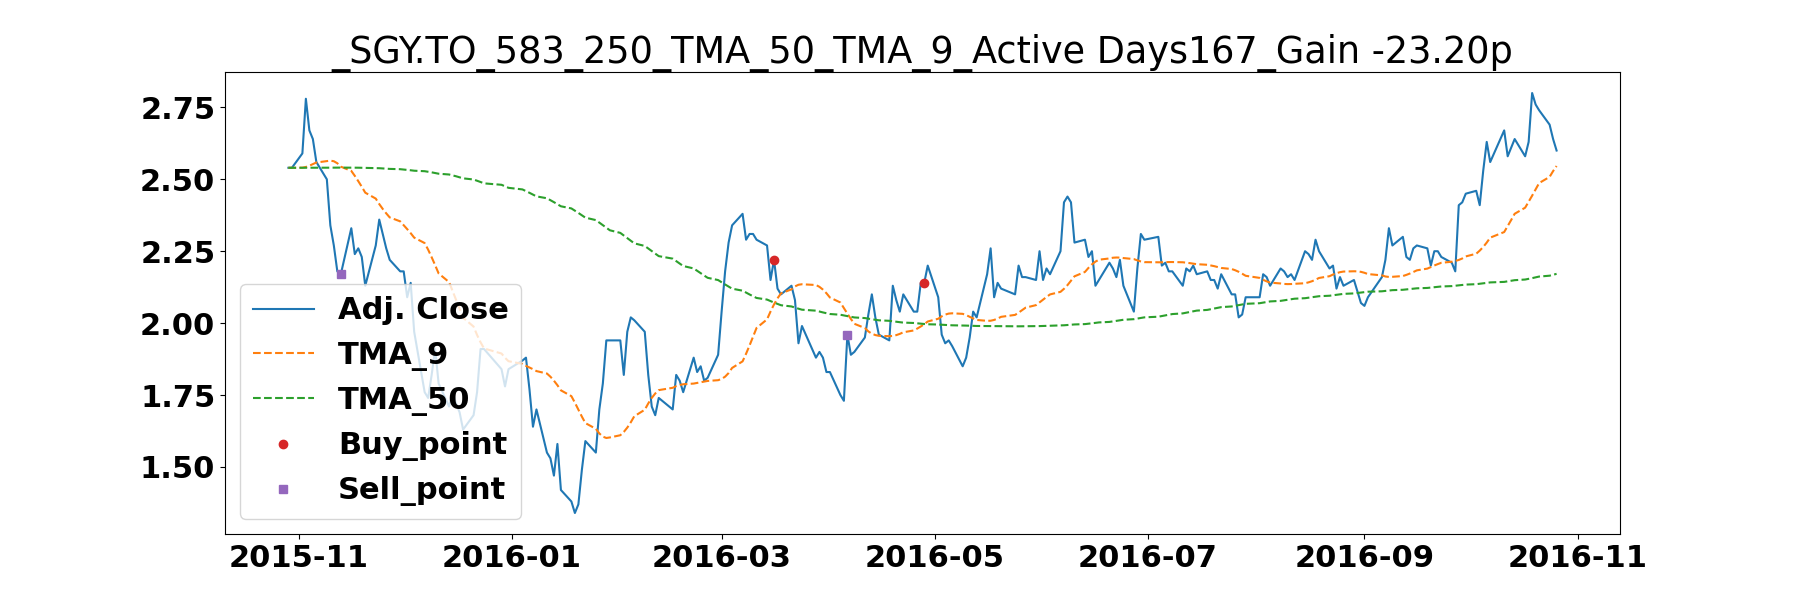 _SGY.TO_583_250_TMA_50_TMA_9_Active Days167_Gain -23.20p
2.75
2.50
2.25
2.00
1.75
1.50
Adj. Close
TMA_9
TMA_50
Buy_point
Sell_point
2015-11 2016-01 2016-03 2016-05 2016-07 2016-09 2016-11